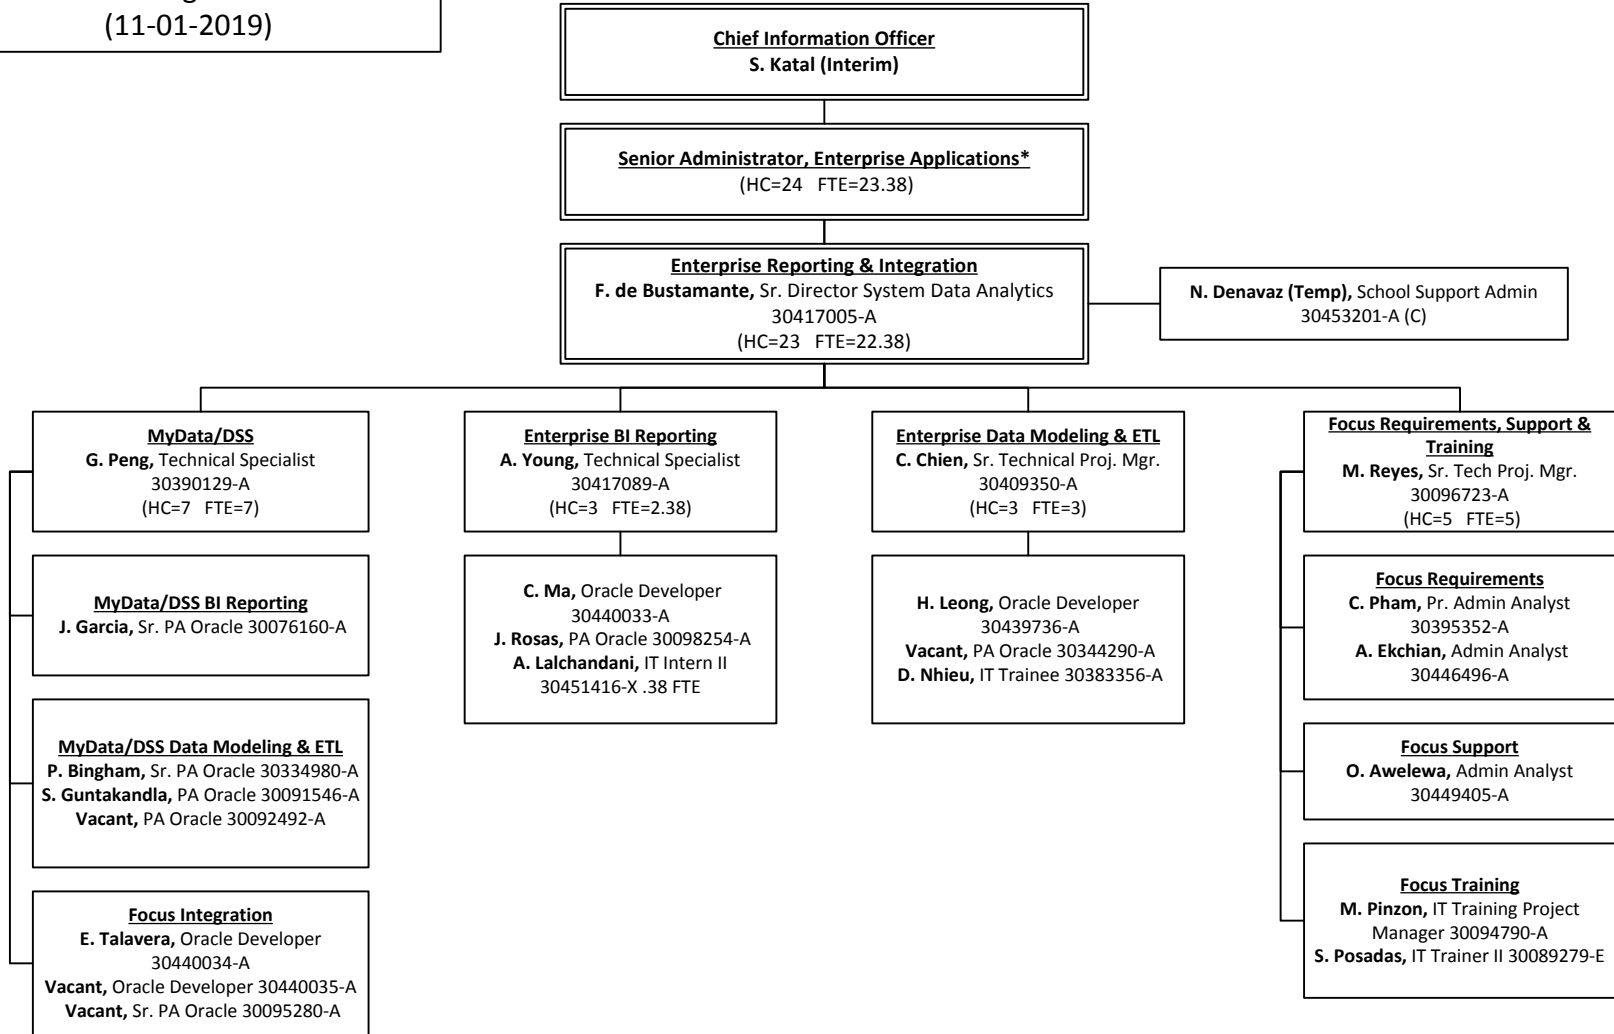 (11-01-2019)
Chief Information Officer
S. Katal (Interim)
Senior Administrator, Enterprise Applications*
(HC=24 FTE=23.38)
Enterprise Reporting & Integration
F. de Bustamante, Sr. Director System Data Analytics
30417005-A
(HC=23 FTE=22.38)
N. Denavaz (Temp), School Support Admin
30453201-A (C)
MyData/DSS
G. Peng, Technical Specialist
30390129-A
(HC=7 FTE=7)
MyData/DSS BI Reporting
J. Garcia, Sr. PA Oracle 30076160-A
MyData/DSS Data Modeling & ETL
P. Bingham, Sr. PA Oracle 30334980-A
S. Guntakandla, PA Oracle 30091546-A
Vacant, PA Oracle 30092492-A
Focus Integration
E. Talavera, Oracle Developer
30440034-A
Vacant, Oracle Developer 30440035-A
Vacant, Sr. PA Oracle 30095280-A
Enterprise BI Reporting
A. Young, Technical Specialist
30417089-A
(HC=3 FTE=2.38)
C. Ma, Oracle Developer
30440033-A
J. Rosas, PA Oracle 30098254-A
A. Lalchandani, IT Intern II
30451416-X .38 FTE
Enterprise Data Modeling & ETL
C. Chien, Sr. Technical Proj. Mgr.
30409350-A
(HC=3 FTE=3)
H. Leong, Oracle Developer
30439736-A
Vacant, PA Oracle 30344290-A
D. Nhieu, IT Trainee 30383356-A
Focus Requirements, Support &
Training
M. Reyes, Sr. Tech Proj. Mgr.
30096723-A
(HC=5 FTE=5)
Focus Requirements
C. Pham, Pr. Admin Analyst
30395352-A
A. Ekchian, Admin Analyst
30446496-A
Focus Support
O. Awelewa, Admin Analyst
30449405-A
Focus Training
M. Pinzon, IT Training Project
Manager 30094790-A
S. Posadas, IT Trainer II 30089279-E